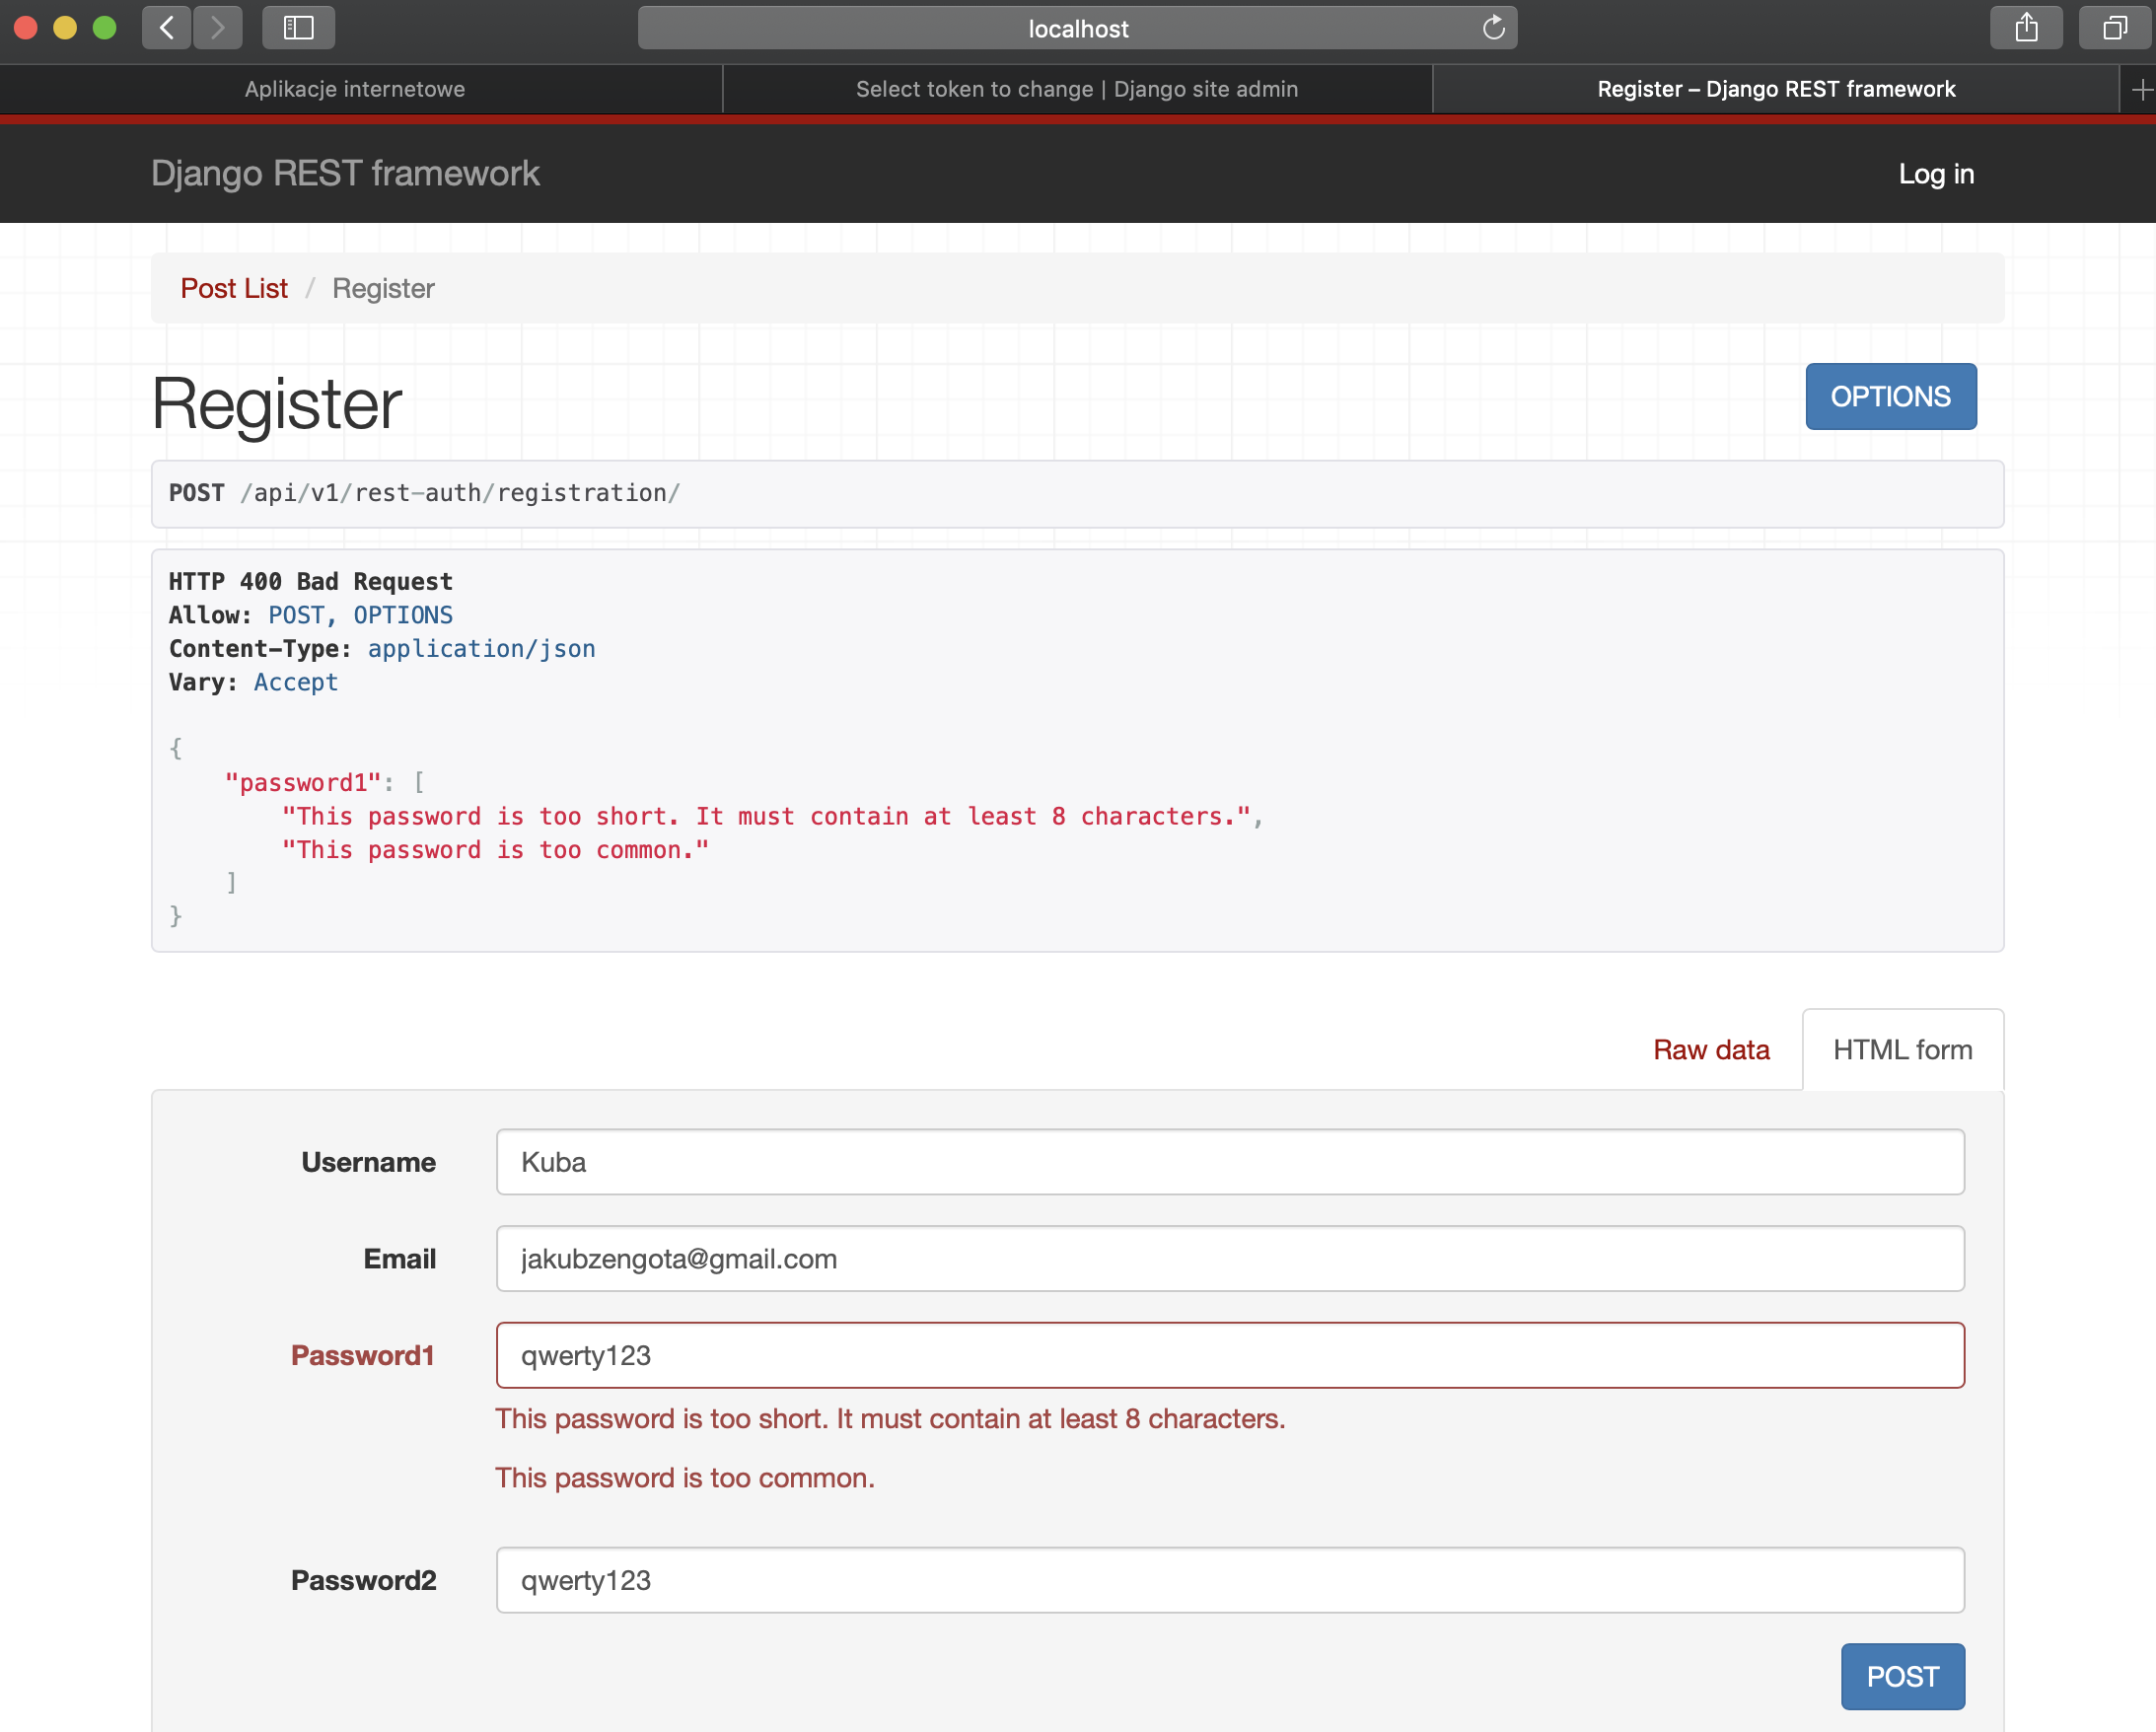 localhost
Aplikacje internetowe
Select token to change | Django site admin
Register – Django REST framework
Django REST framework
Log in
Post List / Register
Register
OPTIONS
POST /api/v1/rest-auth/registration/
HTTP 400 Bad Request
Allow: POST, OPTIONS
Content-Type: application/json
Vary: Accept
{
"password1": [
"This password is too short. It must contain at least 8 characters.",
"This password is too common."
]
}
Raw data
HTML form
Username
Kuba
Email
jakubzengota@gmail.com
Password1
qwerty123
This password is too short. It must contain at least 8 characters.
This password is too common.
Password2
qwerty123
POST